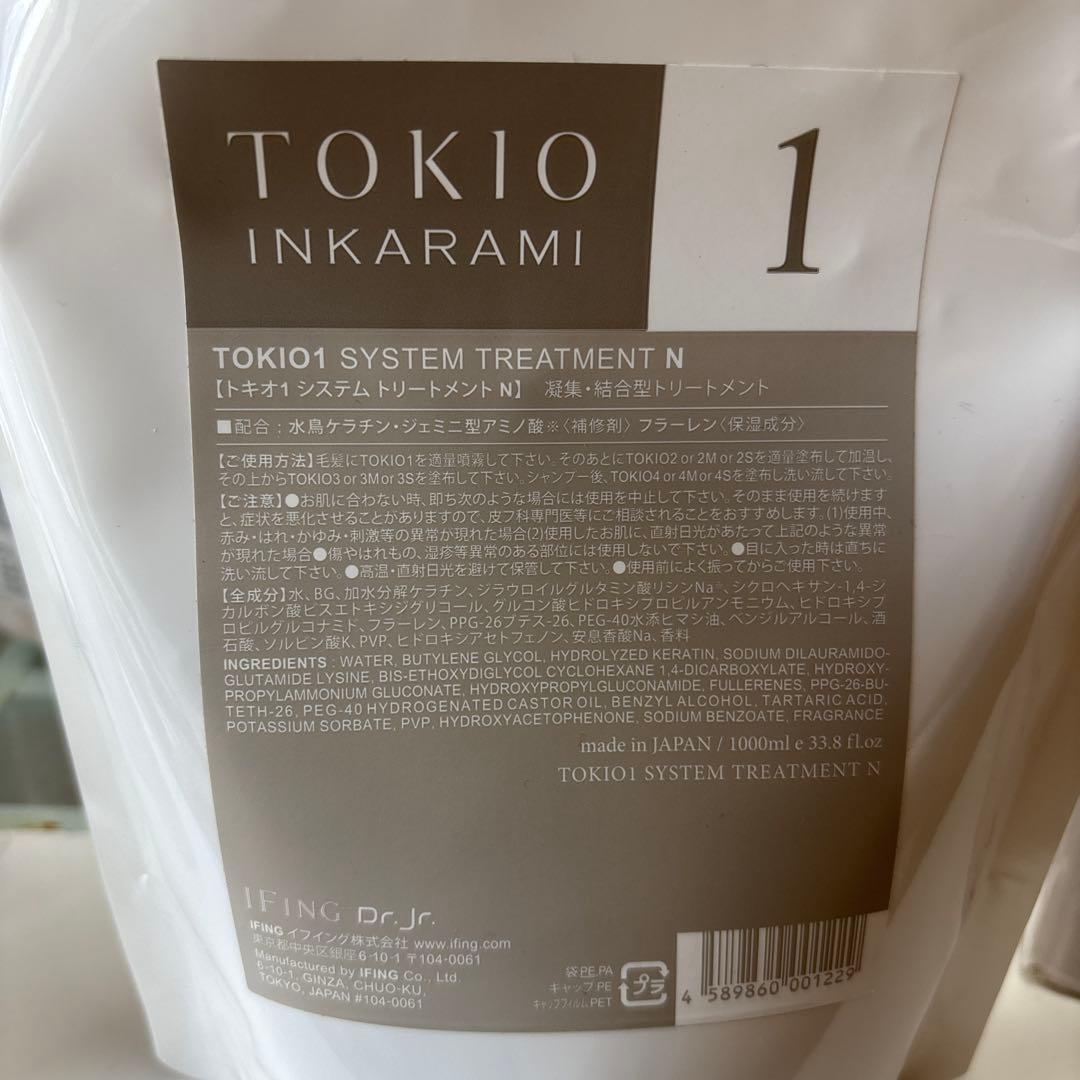 TOKIO
INKARAMI
1
TOKIO1 SYSTEM TREATMENT N
【トキオ1 システム トリートメント N】 凝集・結合型トリートメント
■配合：水鳥ケラチン・ジェミニ型アミノ酸※〈補修剤〉フラーレン〈保湿成分〉
【ご使用方法】毛髪にTOKIO1を適量噴霧して下さい。そのあとにTOKIO2 or 2M or 2Sを適量塗布して加温し、
その上からTOKIO3 or 3M or 3Sを塗布して下さい。シャンプー後、TOKIO4 or 4M or 4Sを塗布し洗い流して下さい。
【ご注意】●お肌に合わない時、即ち次のような場合には使用を中止して下さい。そのまま使用を続けます
と、症状を悪化させることがありますので、皮フ科専門医等にご相談されることをおすすめします。(1)使用中、
赤み・はれ・かゆみ・刺激等の異常が現れた場合(2)使用したお肌に、直射日光があたって上記のような異常
が現れた場合●傷やはれもの、湿疹等異常のある部位には使用しないで下さい。●目に入った時は直ちに
洗い流して下さい。●高温・直射日光を避けて保管して下さい。●使用前によく振ってからご使用下さい。
【全成分】水、BG、加水分解ケラチン、ジラウロイルグルタミン酸リシンNa※、シクロヘキサン-1,4-ジ
カルボン酸ビスエトキシジグリコール、グルコン酸ヒドロキシプロピルアンモニウム、ヒドロキシプ
ロピルグルコナミド、フラーレン、PPG-26ブテス-26、PEG-40水添ヒマシ油、ベンジルアルコール、酒
石酸、ソルビン酸K、PVP、ヒドロキシアセトフェノン、安息香酸Na、香料
INGREDIENTS : WATER, BUTYLENE GLYCOL, HYDROLYZED KERATIN, SODIUM DILAURAMIDO-
GLUTAMIDE LYSINE, BIS-ETHOXYDIGLYCOL CYCLOHEXANE 1,4-DICARBOXYLATE, HYDROXY-
PROPYLAMMONIUM GLUCONATE, HYDROXYPROPYLGLUCONAMIDE, FULLERENES, PPG-26-BU-
TETH-26, PEG-40 HYDROGENATED CASTOR OIL, BENZYL ALCOHOL, TARTARIC ACID,
POTASSIUM SORBATE, PVP, HYDROXYACETOPHENONE, SODIUM BENZOATE, FRAGRANCE
made in JAPAN / 1000ml e 33.8 fl.oz
TOKIO1 SYSTEM TREATMENT N
IFING Dr.Jr.
IFING イフイング株式会社 www.ifing.com
東京都中央区銀座6-10-1 〒104-0061
Manufactured by IFING Co., Ltd.
6-10-1, GINZA, CHUO-KU,
TOKYO, JAPAN #104-0061
袋PE,PA
キャップPE
キャップフィルムPET
プラ
4 589860 001229